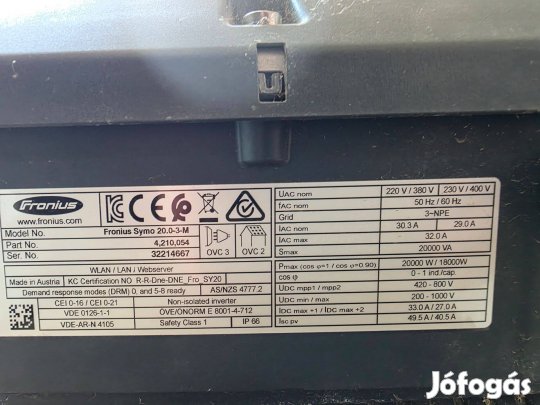 Fronius
www.fronius.com
Model No. Fronius Symo 20.0-3-M
Part No. 4,210,054
Ser. No. 32214667
OVC 3 OVC 2
WLAN / LAN / Webserver
Made in Austria KC Certification NO R-R-Dne-DNE_Fro_SY20
Demand response modes (DRM) 0, and 5-8 ready AS/NZS 4777.2
CEI 0-16 / CEI 0-21 Non-isolated inverter
VDE 0126-1-1 OVE/ONORM E 8001-4-712
VDE-AR-N 4105 Safety Class 1 IP 66
UAC nom 220 V / 380 V 230 V / 400 V
fAC nom 50 Hz / 60 Hz
Grid 3~NPE
IAC nom 30.3 A 29.0 A
IAC max 32.0 A
Smax 20000 VA
Pmax (cos φ=1 / cos φ=0.90) 20000 W / 18000W
cos φ 0 - 1 ind./cap.
UDC mpp1 / mpp2 420 - 800 V
UDC min / max 200 - 1000 V
IDC max +1 / IDC max +2 33.0 A / 27.0 A
Isc pv 49.5 A / 40.5 A
Jófogás